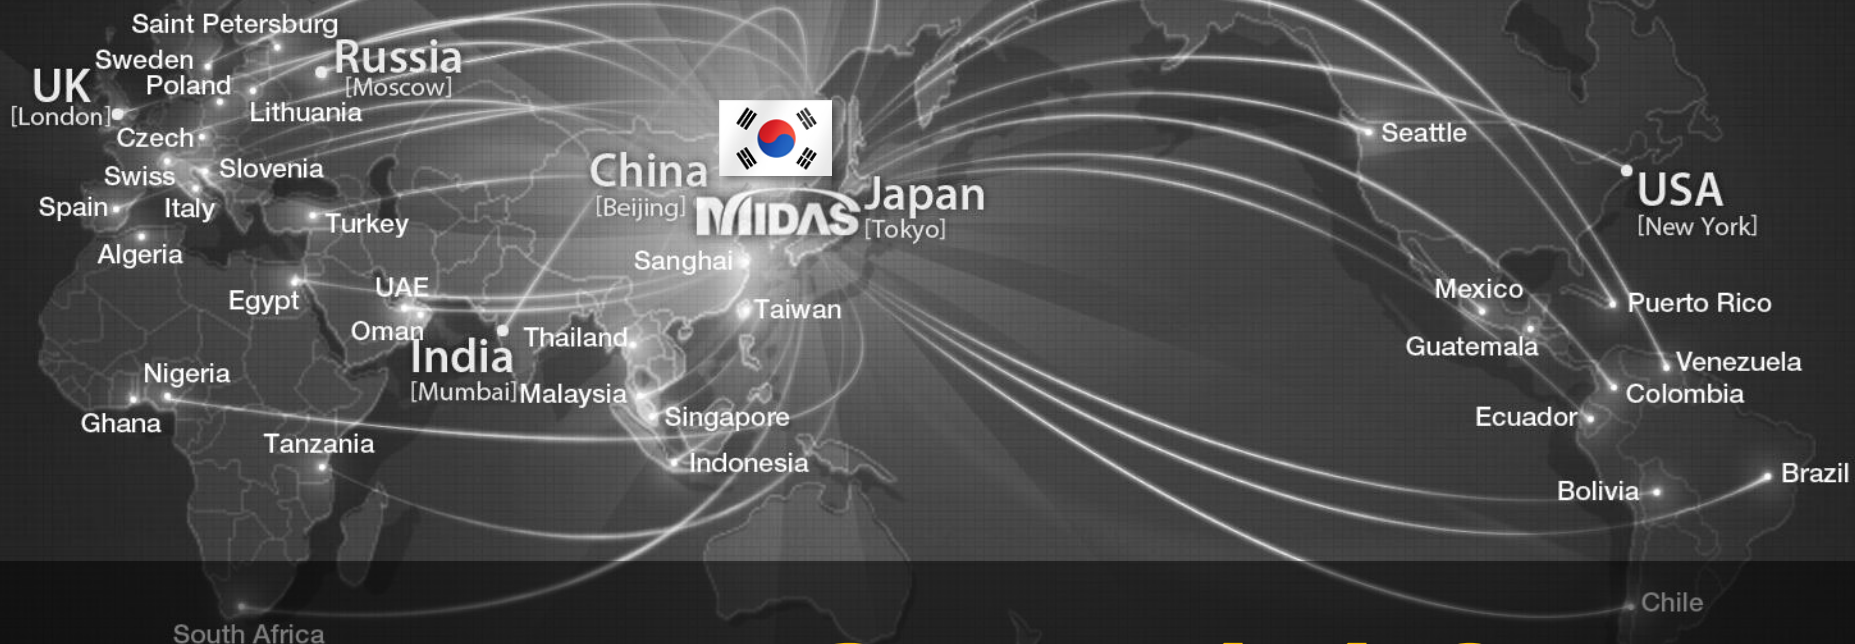 Saint Petersburg
Sweden
Russia
[Moscow]
UK
[London]
Poland
Lithuania
Czech
Swiss
Slovenia
Spain
Italy
Turkey
Algeria
Egypt
UAE
Oman
India
[Mumbai]
Nigeria
Ghana
Tanzania
South Africa
China
[Beijing]
MIDAS
Japan
[Tokyo]
Sanghai
Taiwan
Thailand
Malaysia
Singapore
Indonesia
Seattle
USA
[New York]
Mexico
Puerto Rico
Guatemala
Venezuela
Colombia
Ecuador
Brazil
Bolivia
Chile